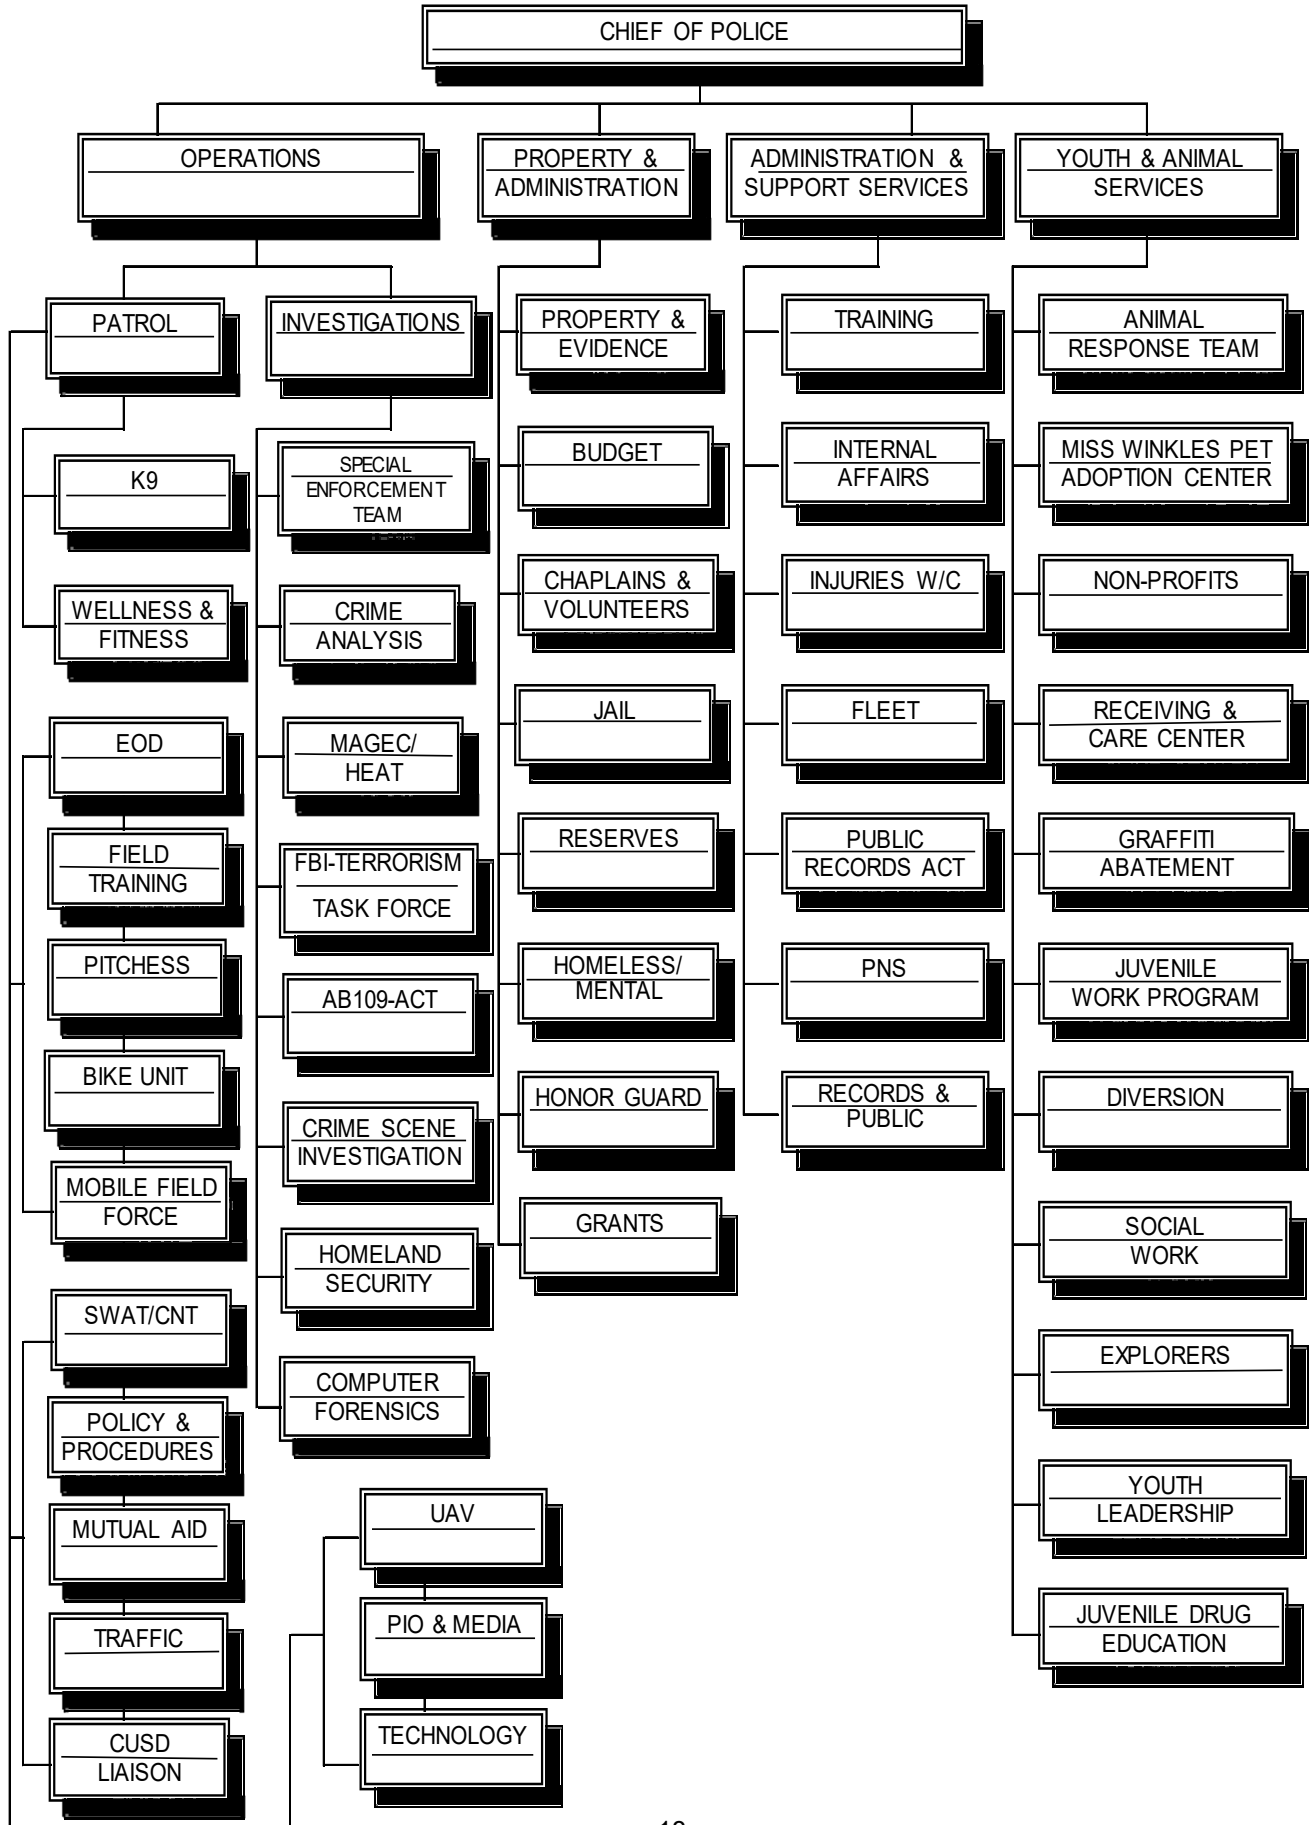 CHIEF OF POLICE
OPERATIONS
PROPERTY &
ADMINISTRATION
ADMINISTRATION &
SUPPORT SERVICES
YOUTH & ANIMAL
SERVICES
PATROL
INVESTIGATIONS
K9
WELLNESS &
FITNESS
EOD
FIELD
TRAINING
PITCHESS
BIKE UNIT
MOBILE FIELD
FORCE
SWAT/CNT
POLICY &
PROCEDURES
MUTUAL AID
TRAFFIC
CUSD
LIAISON
SPECIAL
ENFORCEMENT
TEAM
CRIME
ANALYSIS
MAGEC/
HEAT
FBI-TERRORISM
TASK FORCE
AB109-ACT
CRIME SCENE
INVESTIGATION
HOMELAND
SECURITY
COMPUTER
FORENSICS
UAV
PIO & MEDIA
TECHNOLOGY
PROPERTY &
EVIDENCE
BUDGET
CHAPLAINS &
VOLUNTEERS
JAIL
RESERVES
HOMELESS/
MENTAL
HONOR GUARD
GRANTS
TRAINING
INTERNAL
AFFAIRS
INJURIES W/C
FLEET
PUBLIC
RECORDS ACT
PNS
RECORDS &
PUBLIC
ANIMAL
RESPONSE TEAM
MISS WINKLES PET
ADOPTION CENTER
NON-PROFITS
RECEIVING &
CARE CENTER
GRAFFITI
ABATEMENT
JUVENILE
WORK PROGRAM
DIVERSION
SOCIAL
WORK
EXPLORERS
YOUTH
LEADERSHIP
JUVENILE DRUG
EDUCATION